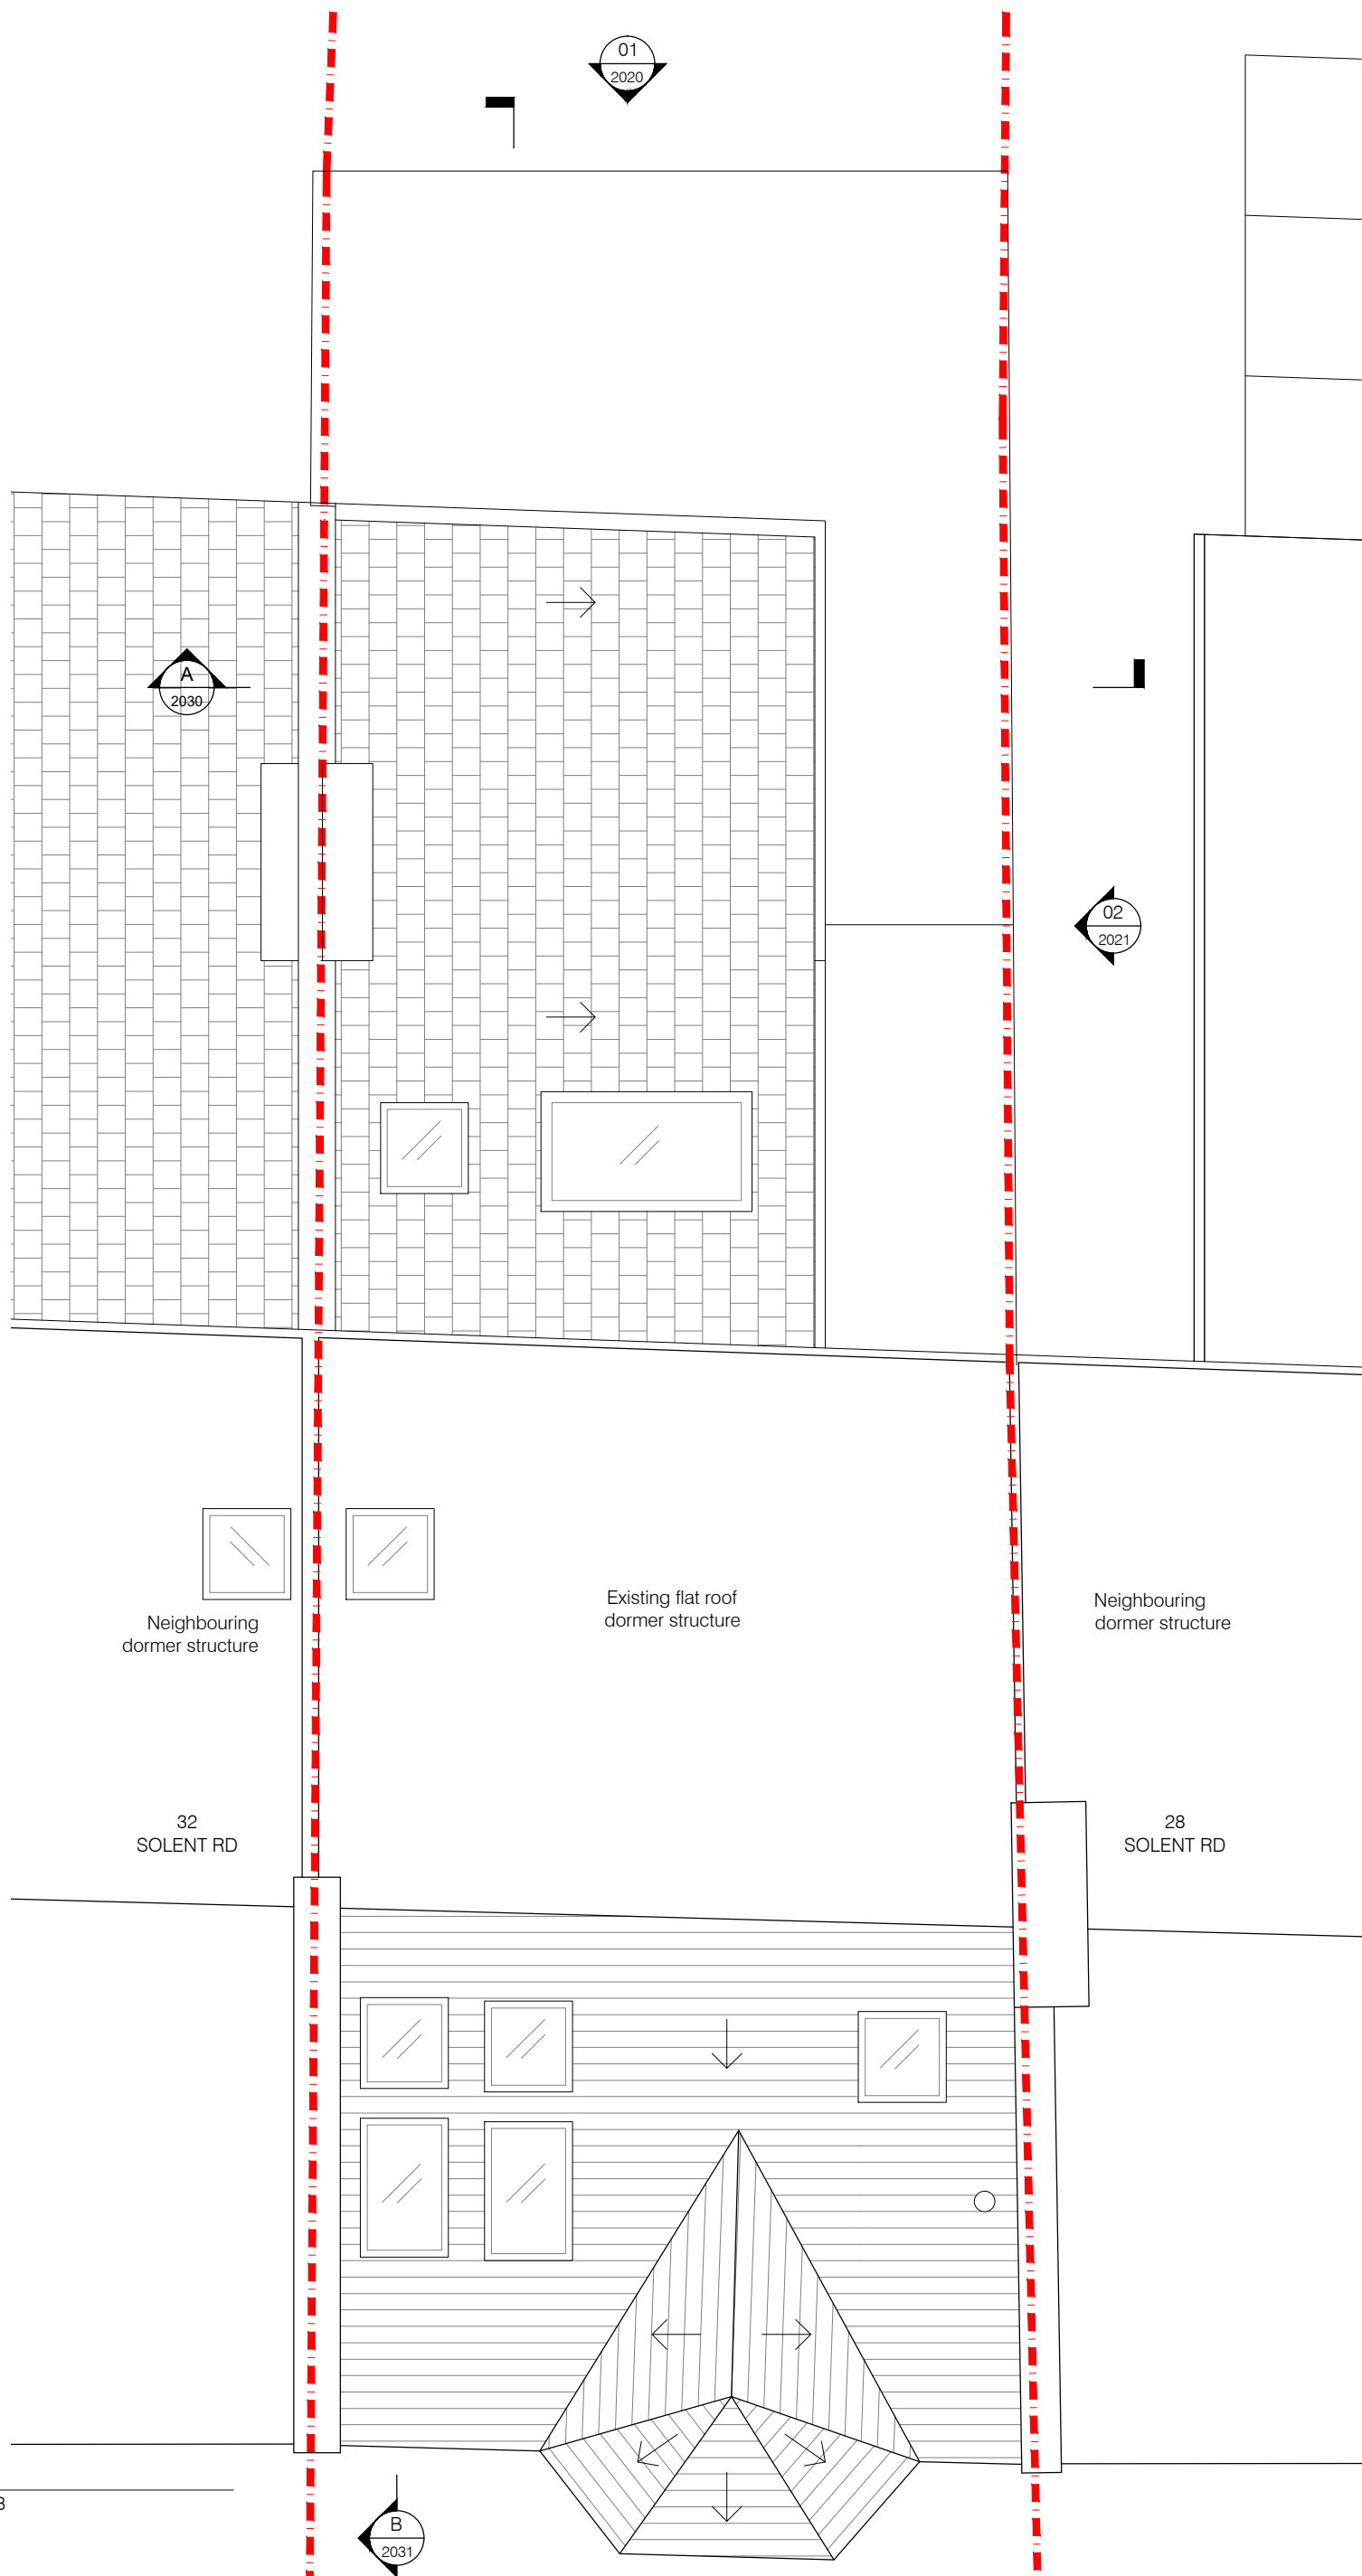 01
2020
A
2030
02
2021
Existing flat roof
dormer structure
Neighbouring
dormer structure
Neighbouring
dormer structure
32
SOLENT RD
28
SOLENT RD
B
2031